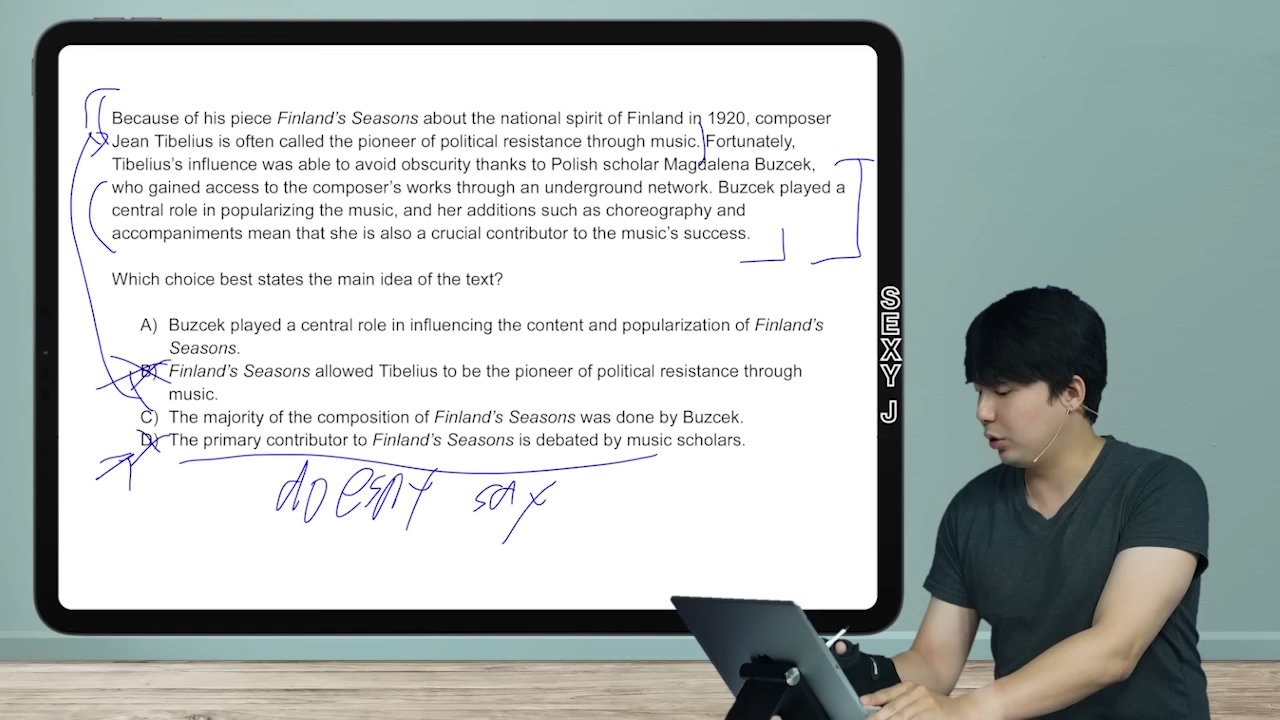 Because of his piece Finland's Seasons about the national spirit of Finland in 1920, composer
Jean Tibelius is often called the pioneer of political resistance through music. Fortunately,
Tibelius's influence was able to avoid obscurity thanks to Polish scholar Magdalena Buzcek,
who gained access to the composer's works through an underground network. Buzcek played a
central role in popularizing the music, and her additions such as choreography and
accompaniments mean that she is also a crucial contributor to the music's success.
Which choice best states the main idea of the text?
A) Buzcek played a central role in influencing the content and popularization of Finland's
Seasons.
B) Finland's Seasons allowed Tibelius to be the pioneer of political resistance through
music.
C) The majority of the composition of Finland's Seasons was done by Buzcek.
D) The primary contributor to Finland's Seasons is debated by music scholars.
doesn't say
SEXY J